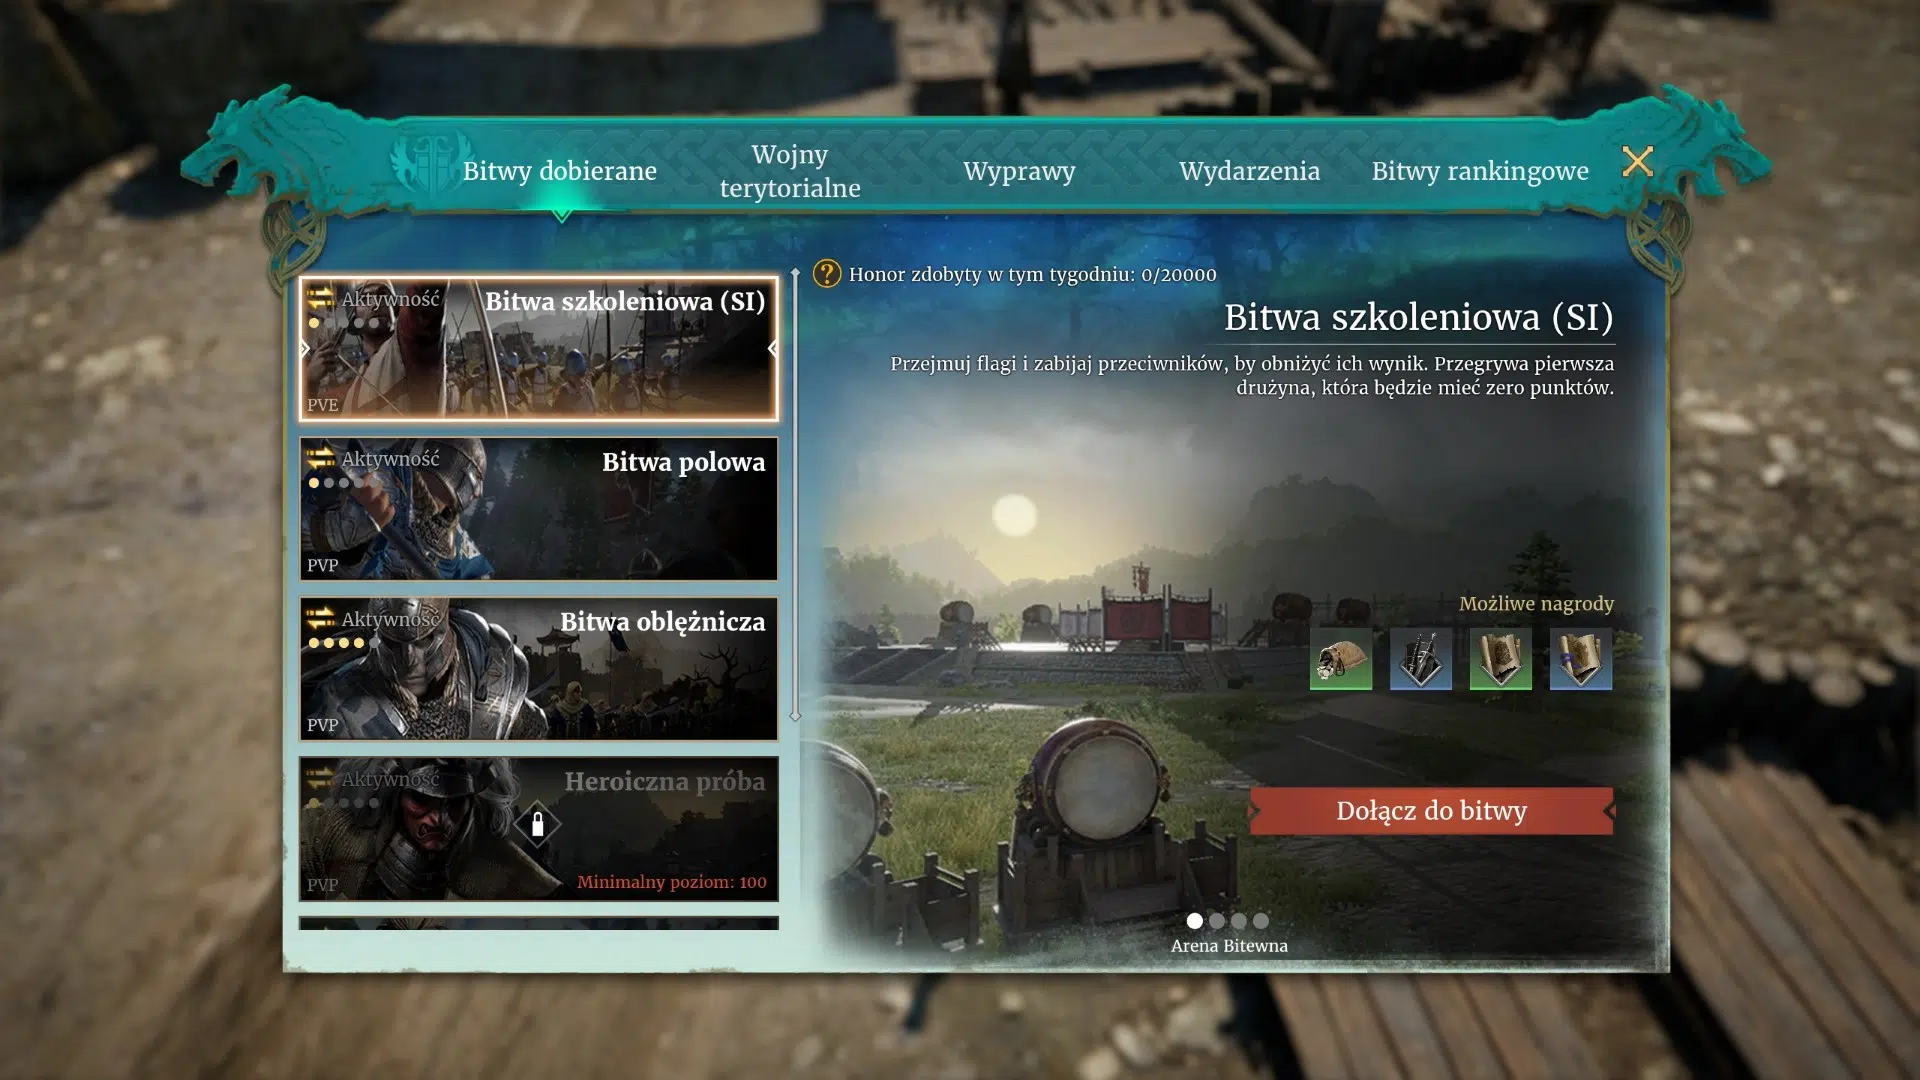 Bitwy dobierane
Wojny
terytorialne
Wyprawy
Wydarzenia
Bitwy rankingowe
Aktywność
Bitwa szkoleniowa (SI)
PVE
Aktywność
Bitwa polowa
PVP
Aktywność
Bitwa oblężnicza
PVP
Aktywność
Heroiczna próba
PVP
Minimalny poziom: 100
? Honor zdobyty w tym tygodniu: 0/20000
Bitwa szkoleniowa (SI)
Przejmuj flagi i zabijaj przeciwników, by obniżyć ich wynik. Przegrywa pierwsza
drużyna, która będzie mieć zero punktów.
Możliwe nagrody
Dołącz do bitwy
Arena Bitewna